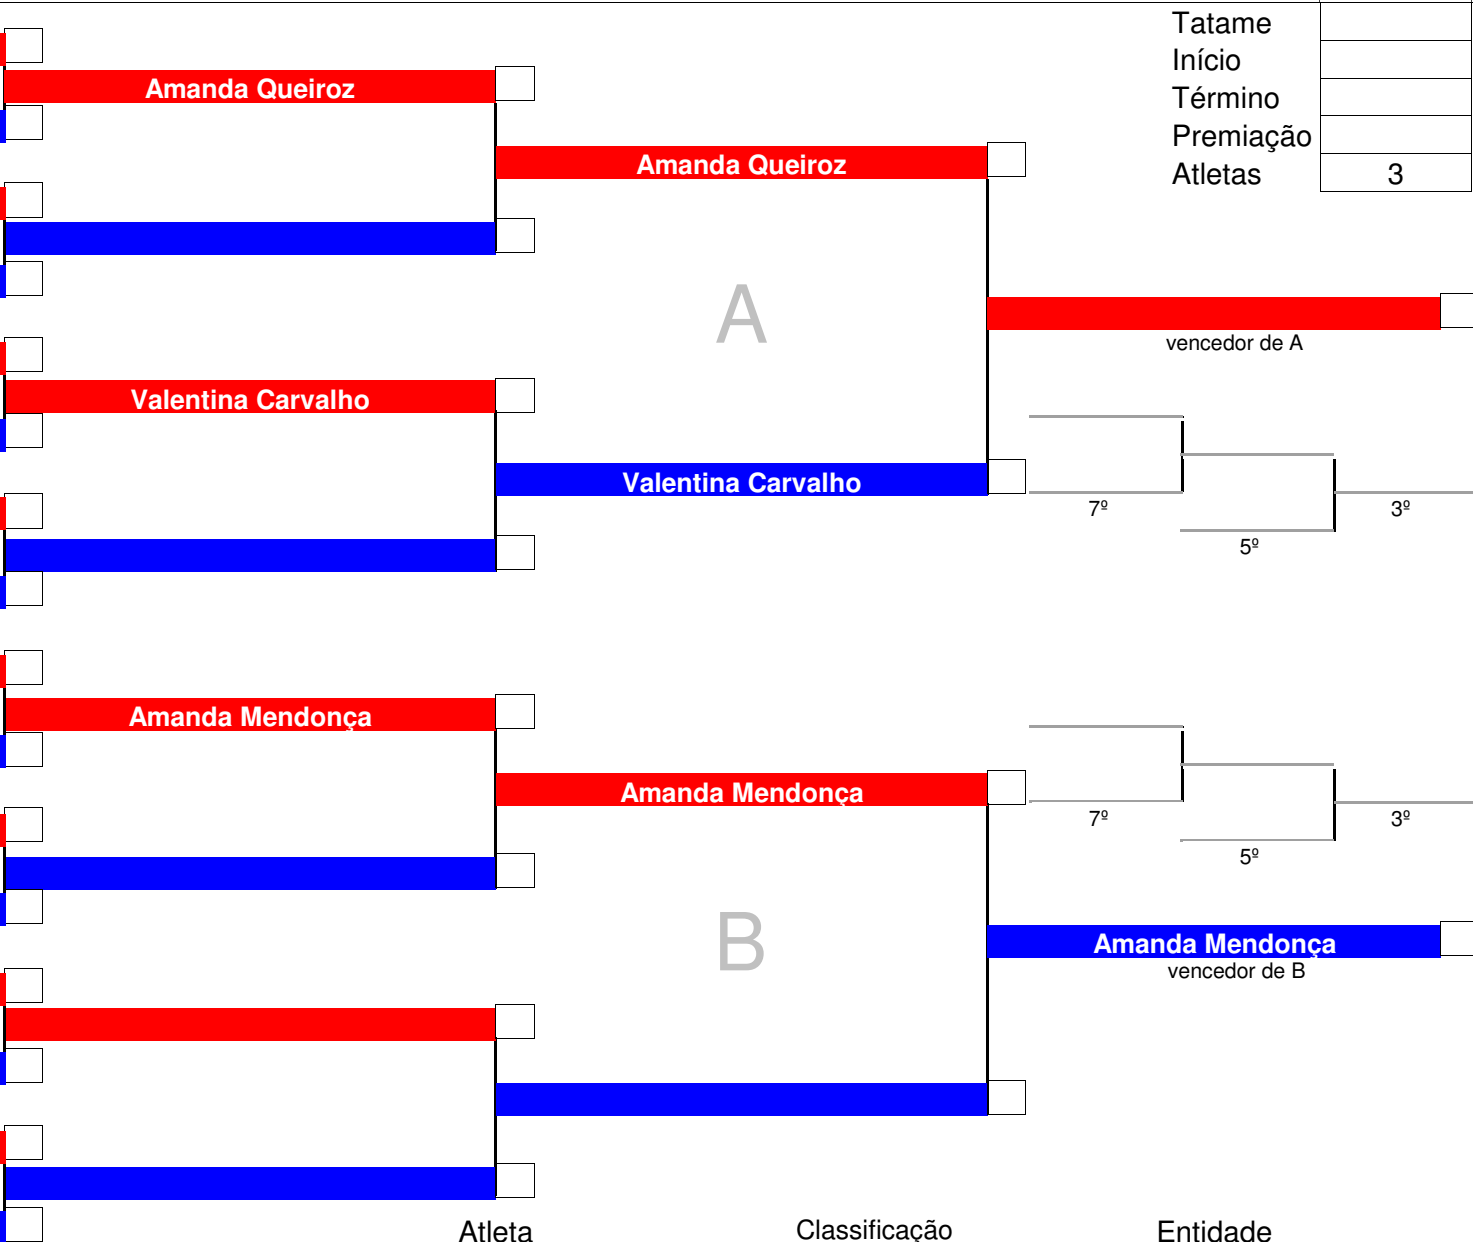 Tatame
Início
Término
Premiação
Atletas 3
Amanda Queiroz
Amanda Queiroz
A
vencedor de A
Valentina Carvalho
Valentina Carvalho
7º
3º
5º
Amanda Mendonça
Amanda Mendonça
7º
3º
5º
B
Amanda Mendonça
vencedor de B
Atleta Classificação Entidade